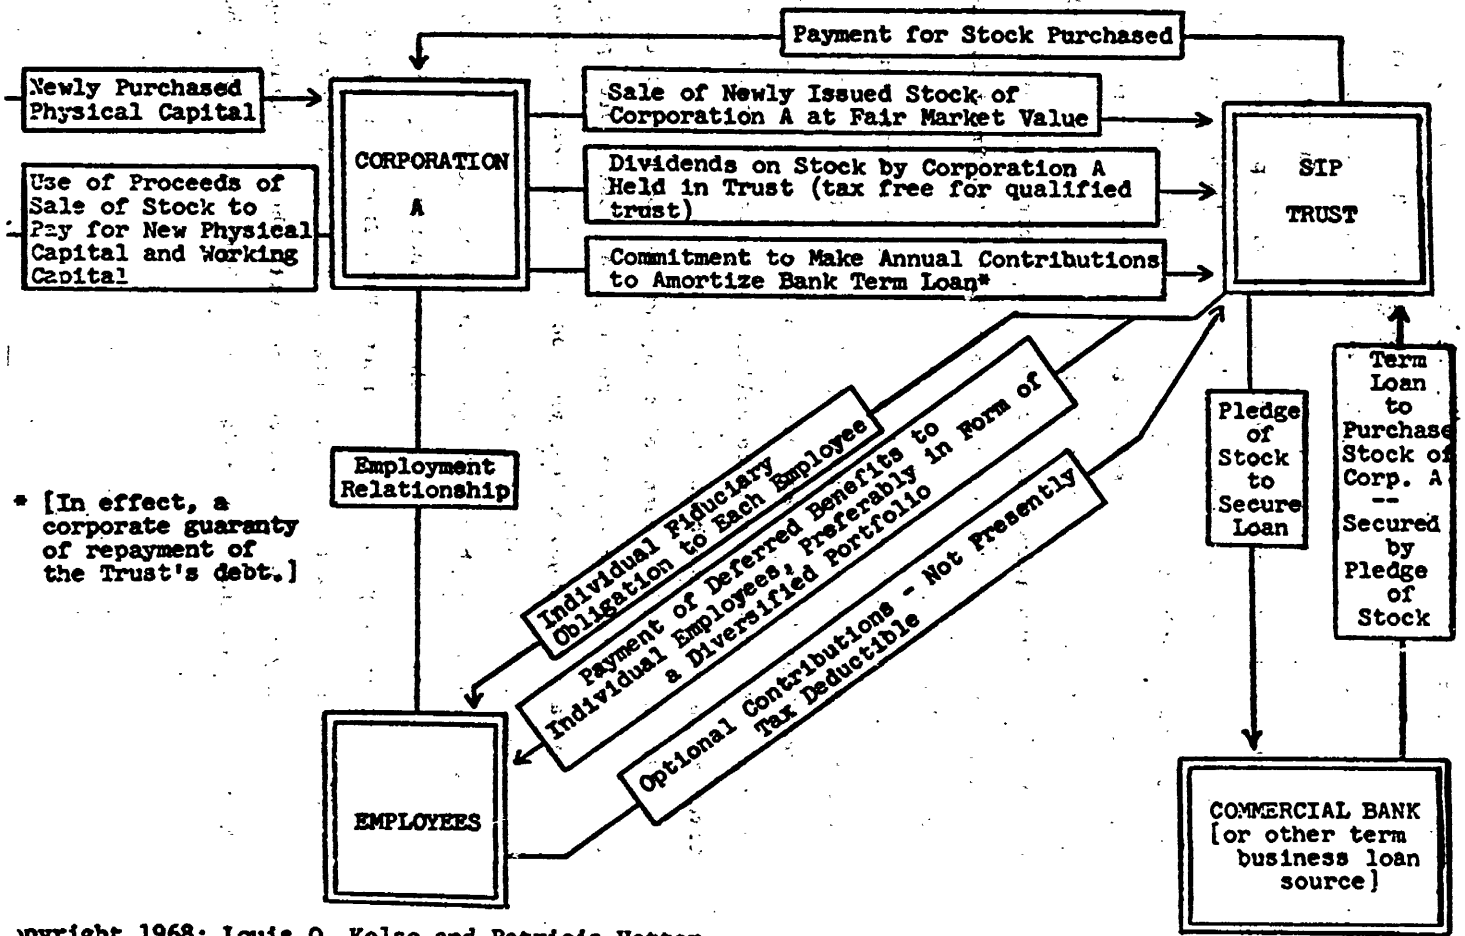 Payment for Stock Purchased
Newly Purchased
Physical Capital
Sale of Newly Issued Stock of
Corporation A at Fair Market Value
CORPORATION
A
SIP
TRUST
Dividends on Stock by Corporation A
Held in Trust (tax free for qualified
trust)
Use of Proceeds of
Sale of Stock to
Pay for New Physical
Capital and Working
Capital
Commitment to Make Annual Contributions
to Amortize Bank Term Loan*
Employment
Relationship
* [In effect, a
corporate guaranty
of repayment of
the Trust's debt.]
Individual Fiduciary
Obligation to Each Employee
Payment of Deferred Benefits to
Individual Employees, Preferably in Form of
a Diversified Portfolio
Optional Contributions - Not Presently
Tax Deductible
Pledge
of
Stock
to
Secure
Loan
Term
Loan
to
Purchase
Stock of
Corp. A
--
Secured
by
Pledge
of
Stock
EMPLOYEES
COMMERCIAL BANK
[or other term
business loan
source]
1968: Louis O. Kelso and